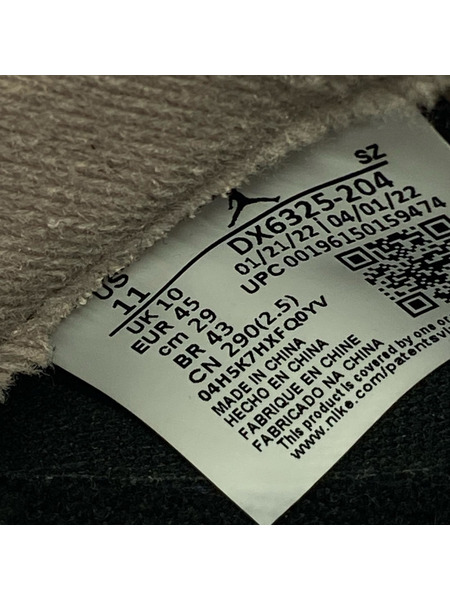 SZ
DX6325-204
01/21/22 | 04/01/22
UPC 00196150159474
US
11
UK 10
EUR 45
cm 29
BR 43
CN 290(2.5)
04H5K7HXFQ0YV
MADE IN CHINA
HECHO EN CHINA
FABRIQUE EN CHINE
FABRICADO NA CHINA
This product is covered by one or
www.nike.com/patents